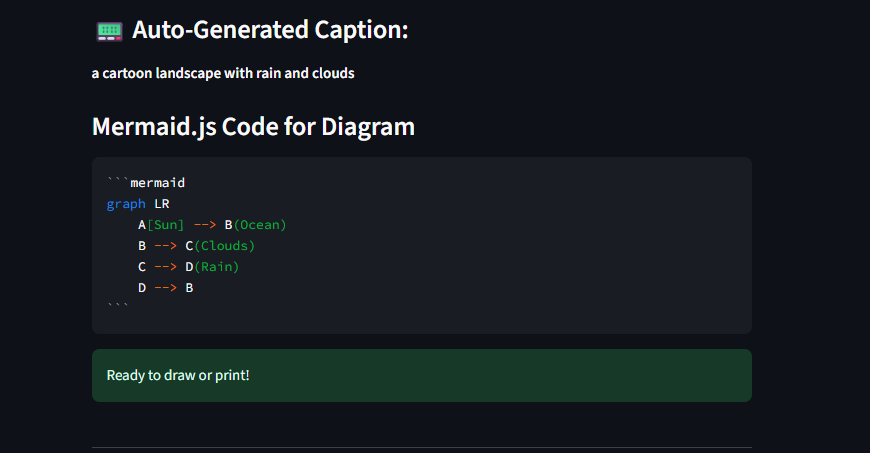 Auto-Generated Caption:
a cartoon landscape with rain and clouds
Mermaid.js Code for Diagram
```mermaid
graph LR
    A[Sun] --> B(Ocean)
    B --> C(Clouds)
    C --> D(Rain)
    D --> B
```
Ready to draw or print!